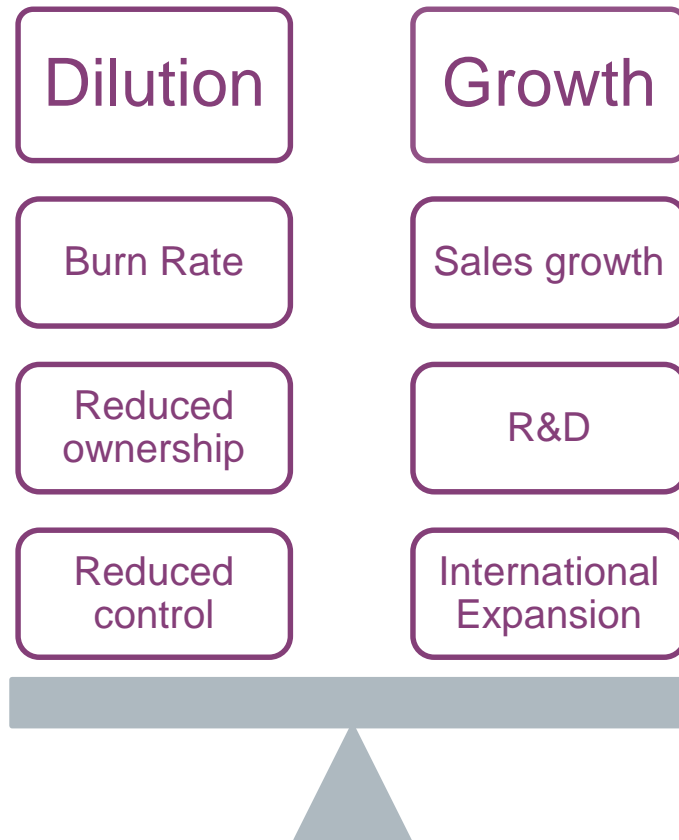 Dilution
Burn Rate
Reduced
ownership
Reduced
control
Growth
Sales growth
R&D
International
Expansion